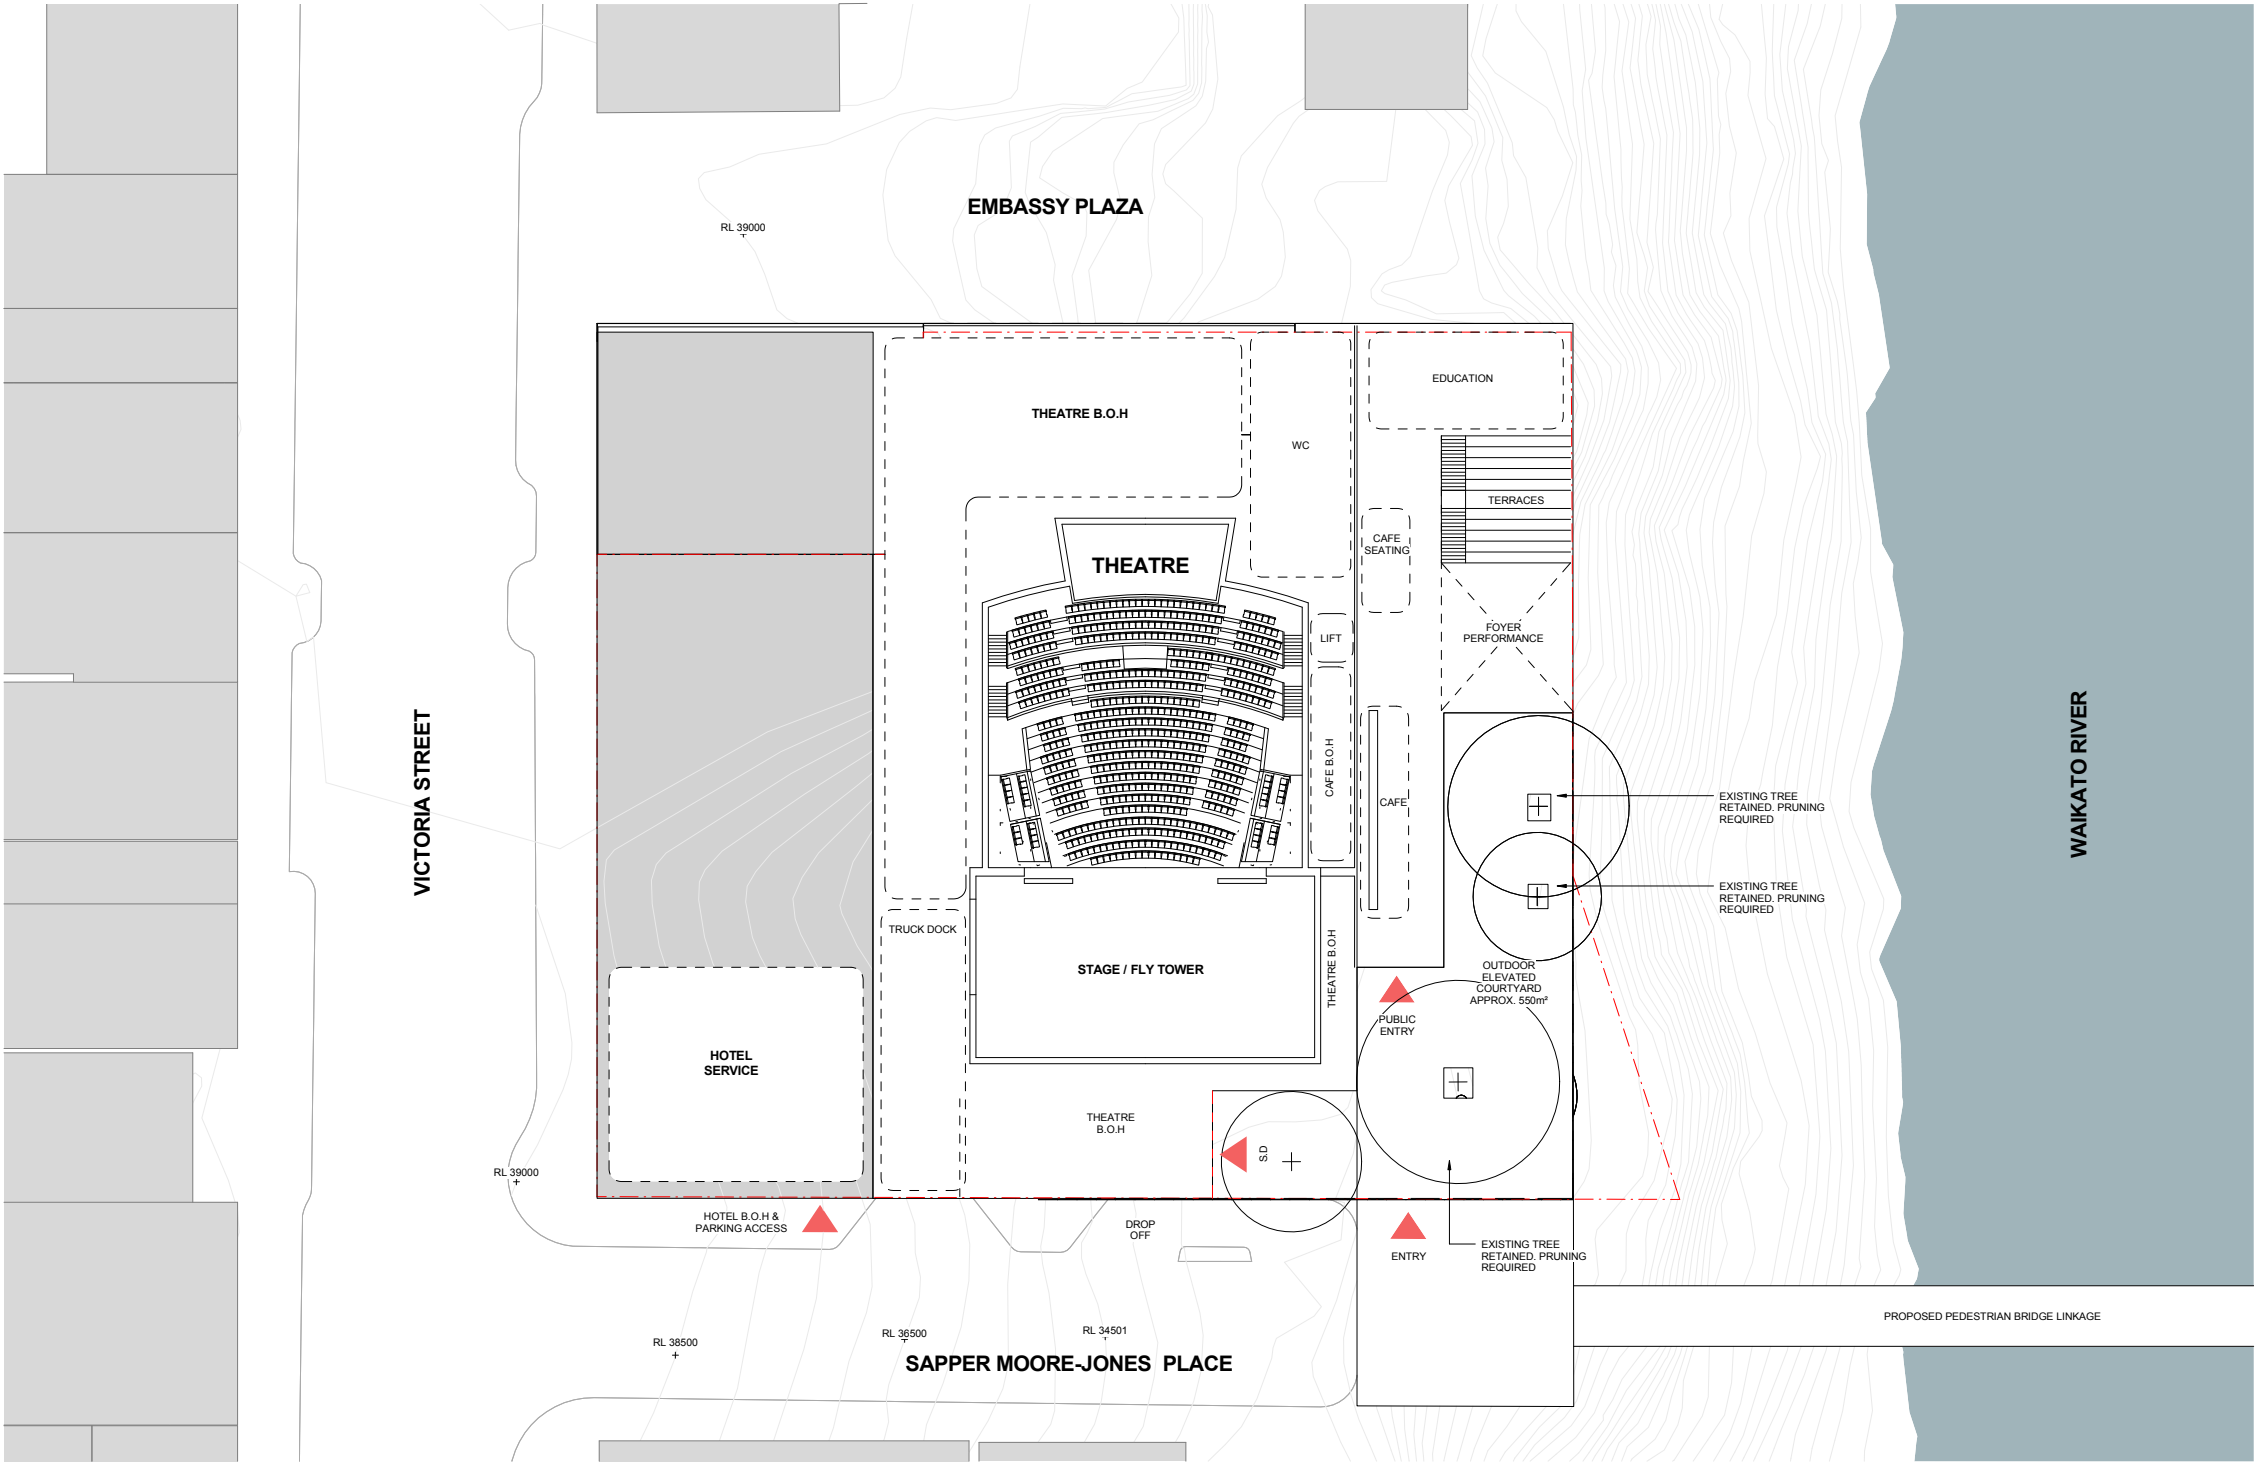 EMBASSY PLAZA
RL 39000
EDUCATION
THEATRE B.O.H
WC
TERRACES
CAFE
SEATING
THEATRE
FOYER
PERFORMANCE
LIFT
VICTORIA STREET
CAFE B.O.H
CAFE
WAIKATO RIVER
EXISTING TREE
RETAINED. PRUNING
REQUIRED
EXISTING TREE
RETAINED. PRUNING
REQUIRED
TRUCK DOCK
STAGE / FLY TOWER
THEATRE B.O.H
OUTDOOR
ELEVATED
COURTYARD
APPROX. 550m²
PUBLIC
ENTRY
HOTEL
SERVICE
THEATRE
B.O.H
S.D
RL 39000
HOTEL B.O.H &
PARKING ACCESS
DROP
OFF
ENTRY
EXISTING TREE
RETAINED. PRUNING
REQUIRED
PROPOSED PEDESTRIAN BRIDGE LINKAGE
RL 38500
RL 36500
RL 34501
SAPPER MOORE-JONES PLACE